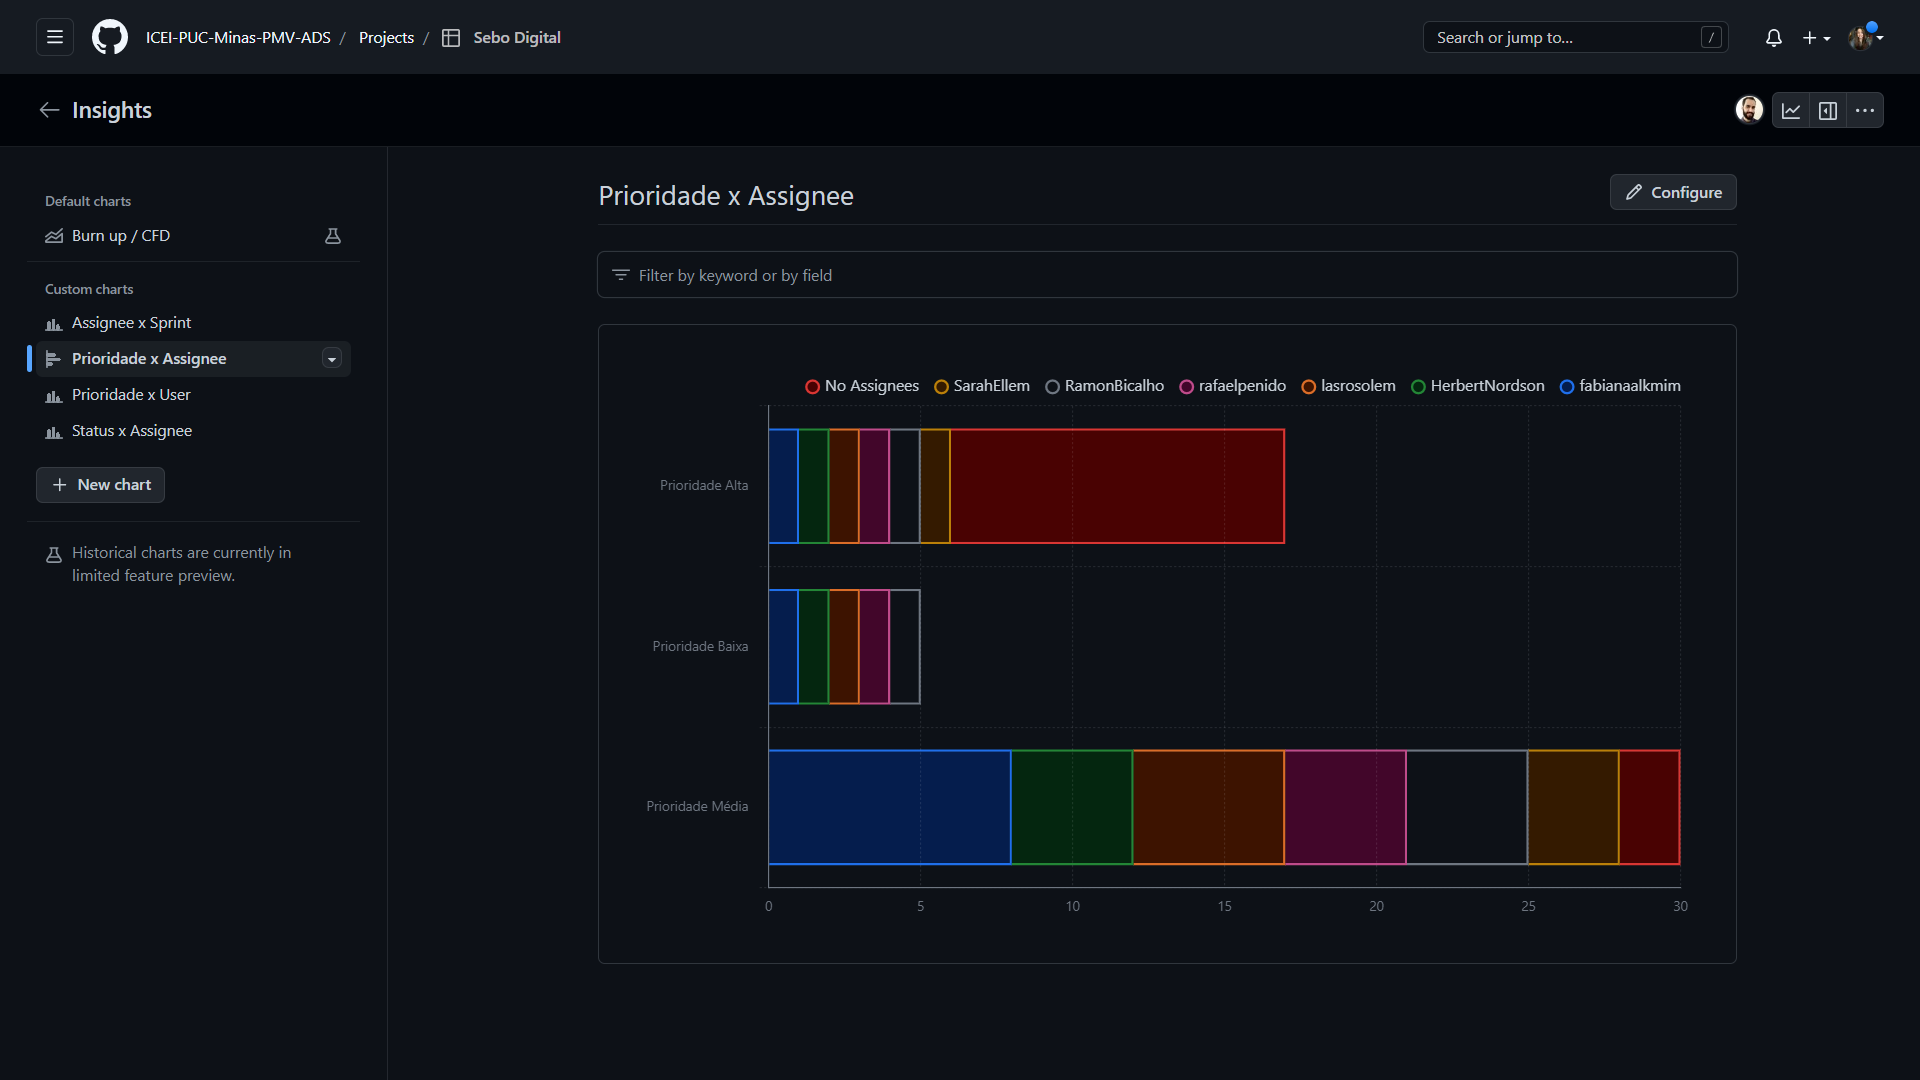 ICEI-PUC-Minas-PMV-ADS / Projects / Sebo Digital
Search or jump to... /
Insights
Default charts
Burn up / CFD
Custom charts
Assignee x Sprint
Prioridade x Assignee
Prioridade x User
Status x Assignee
New chart
Historical charts are currently in
limited feature preview.
Prioridade x Assignee
Configure
Filter by keyword or by field
No Assignees SarahEllem RamonBicalho rafaelpenido lasrosolem HerbertNordson fabianaalkmim
Prioridade Alta
Prioridade Baixa
Prioridade Média
0 5 10 15 20 25 30